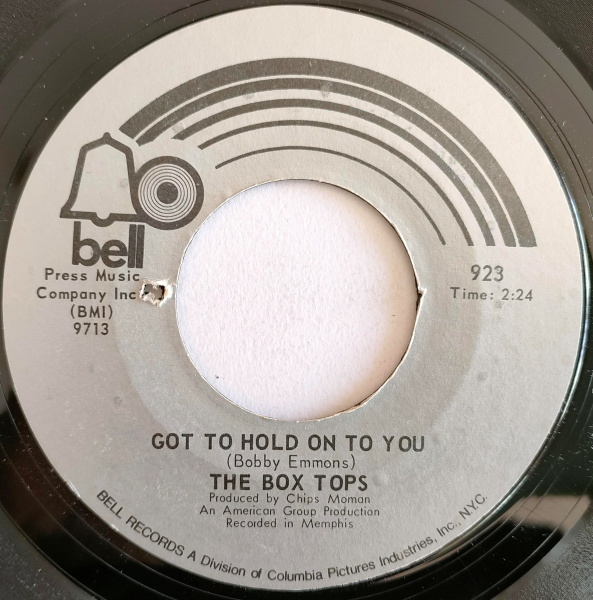 bell
Press Music
Company Inc
(BMI)
9713
923
Time: 2:24
GOT TO HOLD ON TO YOU
(Bobby Emmons)
THE BOX TOPS
Produced by Chips Moman
An American Group Production
Recorded in Memphis
BELL RECORDS A Division of Columbia Pictures Industries, Inc., N.Y.C.